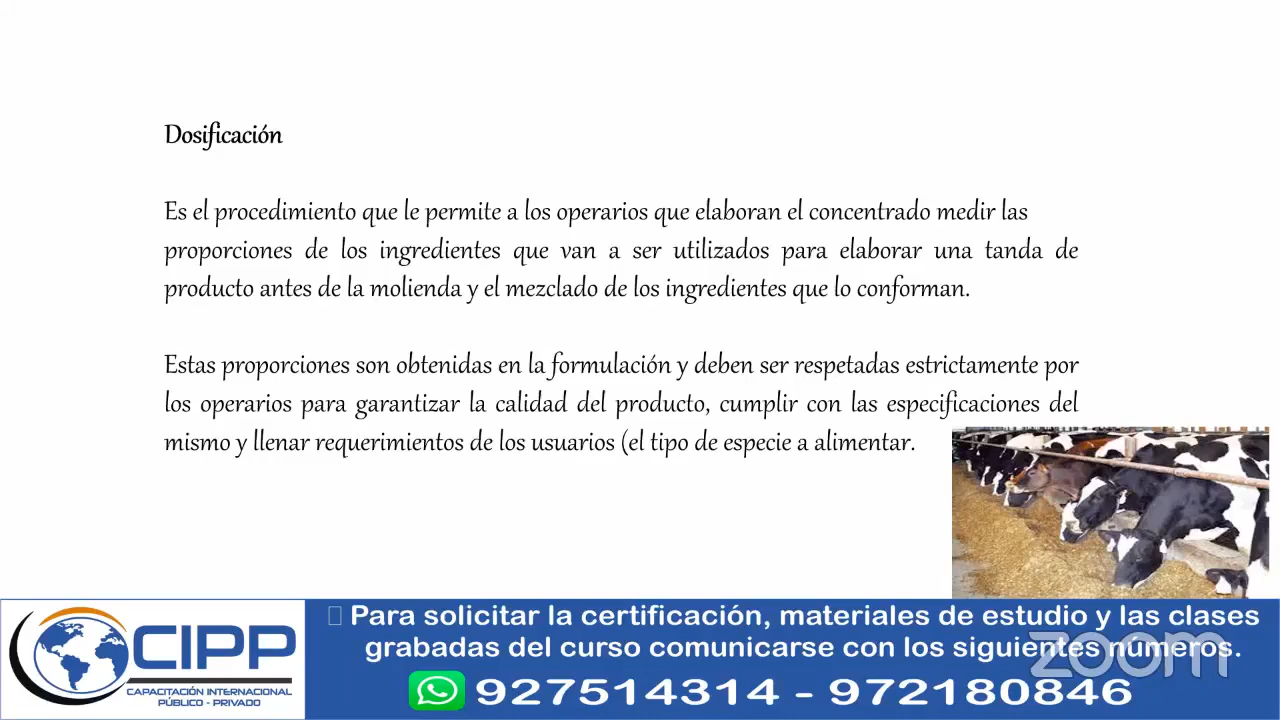 Dosificación
Es el procedimiento que le permite a los operarios que elaboran el concentrado medir las
proporciones de los ingredientes que van a ser utilizados para elaborar una tanda de
producto antes de la molienda y el mezclado de los ingredientes que lo conforman.
Estas proporciones son obtenidas en la formulación y deben ser respetadas estrictamente por
los operarios para garantizar la calidad del producto, cumplir con las especificaciones del
mismo y llenar requerimientos de los usuarios (el tipo de especie a alimentar.
CIPP
CAPACITACIÓN INTERNACIONAL
PÚBLICO - PRIVADO
Para solicitar la certificación, materiales de estudio y las clases
grabadas del curso comunicarse con los siguientes números.
927514314 - 972180846
zoom